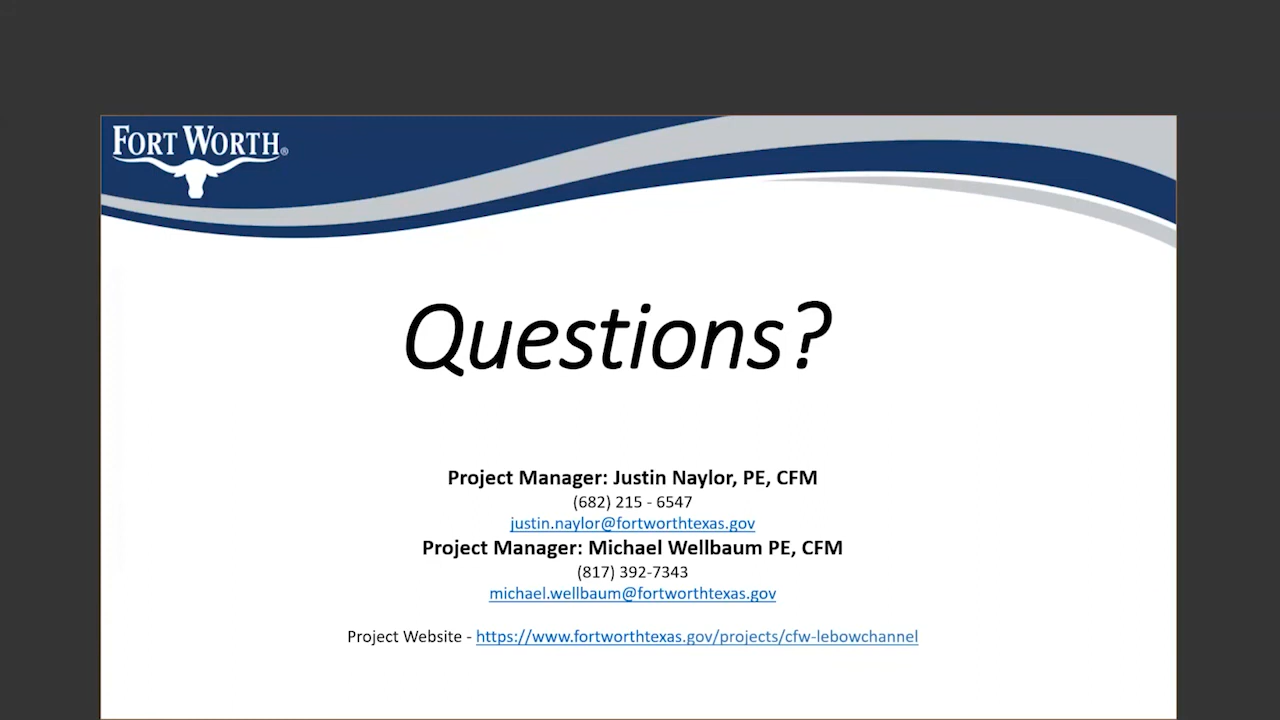 FORT WORTH®
Questions?
Project Manager: Justin Naylor, PE, CFM
(682) 215 - 6547
justin.naylor@fortworthtexas.gov
Project Manager: Michael Wellbaum PE, CFM
(817) 392-7343
michael.wellbaum@fortworthtexas.gov
Project Website - https://www.fortworthtexas.gov/projects/cfw-lebowchannel